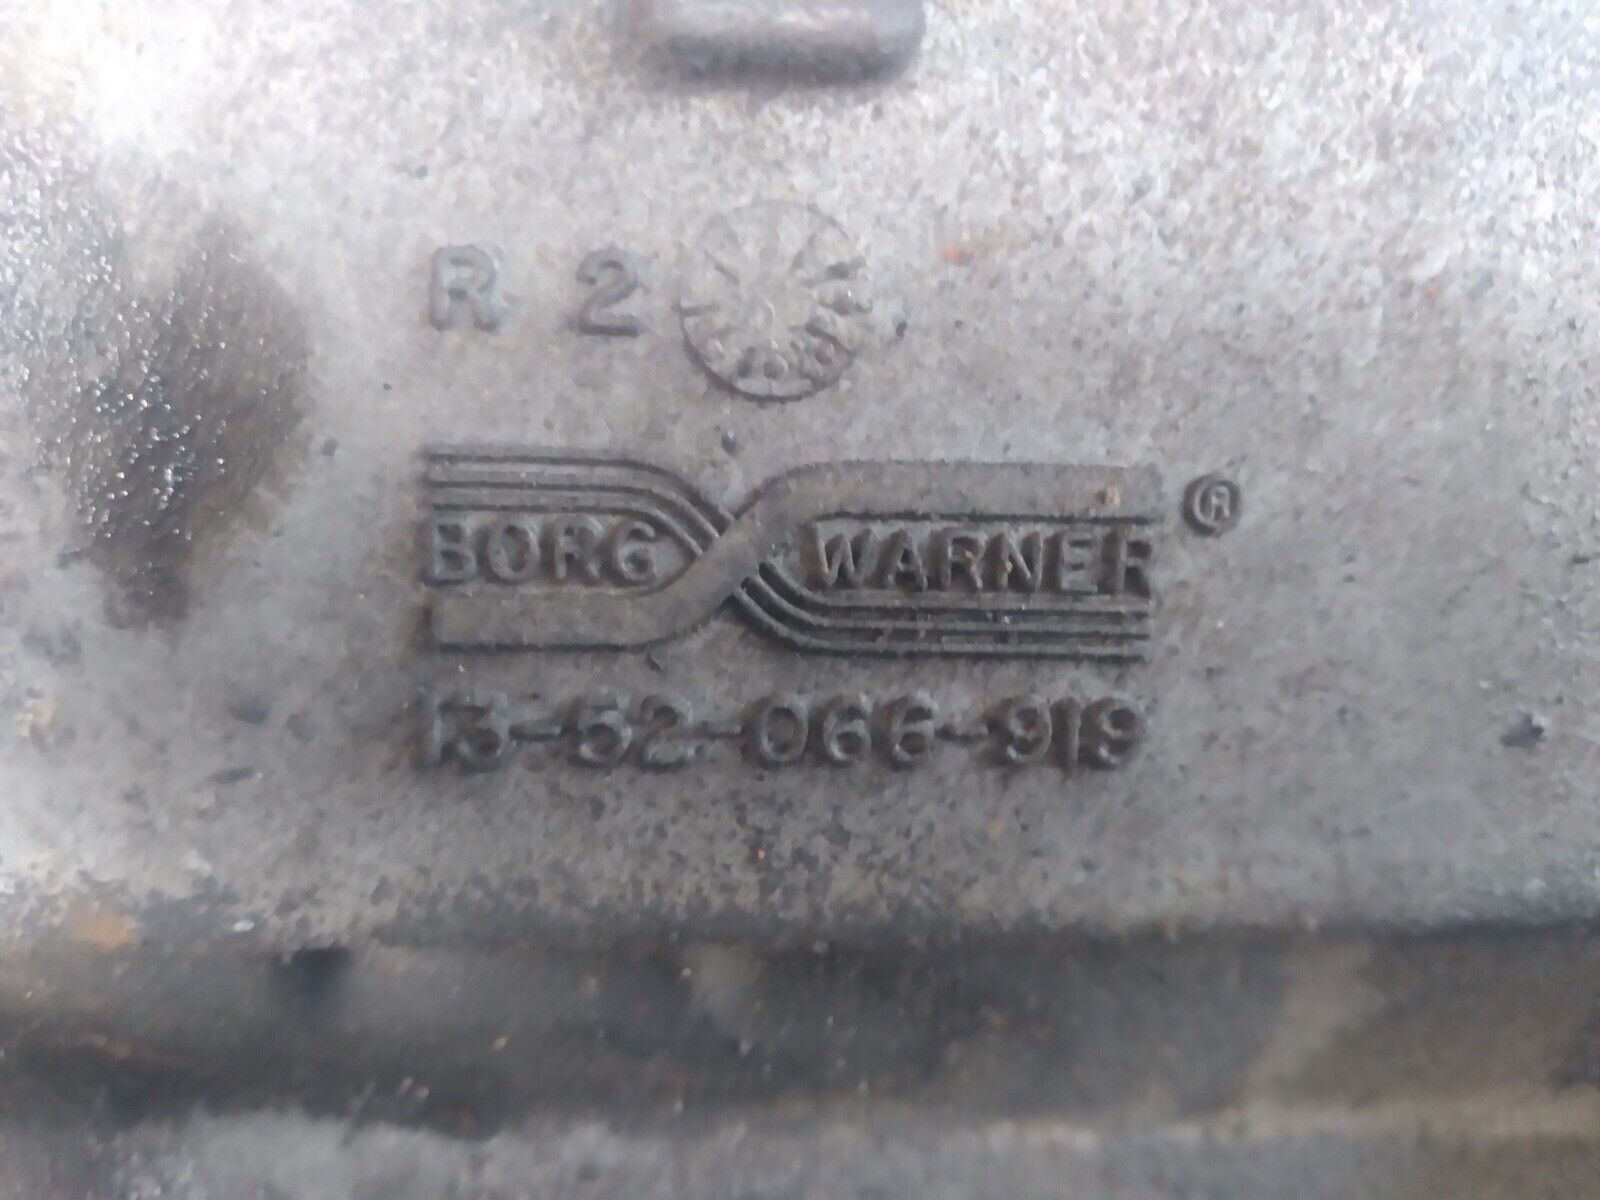 R 2
BORG WARNER ®
13-52-066-919